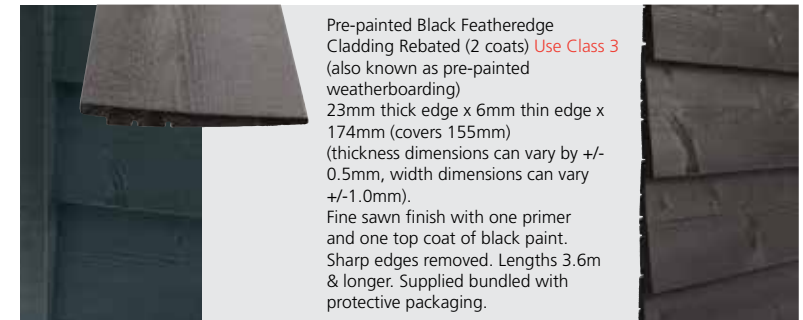 Pre-painted Black Featheredge
Cladding Rebated (2 coats) Use Class 3
(also known as pre-painted
weatherboarding)
23mm thick edge x 6mm thin edge x
174mm (covers 155mm)
(thickness dimensions can vary by +/-
0.5mm, width dimensions can vary
+/-1.0mm).
Fine sawn finish with one primer
and one top coat of black paint.
Sharp edges removed. Lengths 3.6m
& longer. Supplied bundled with
protective packaging.